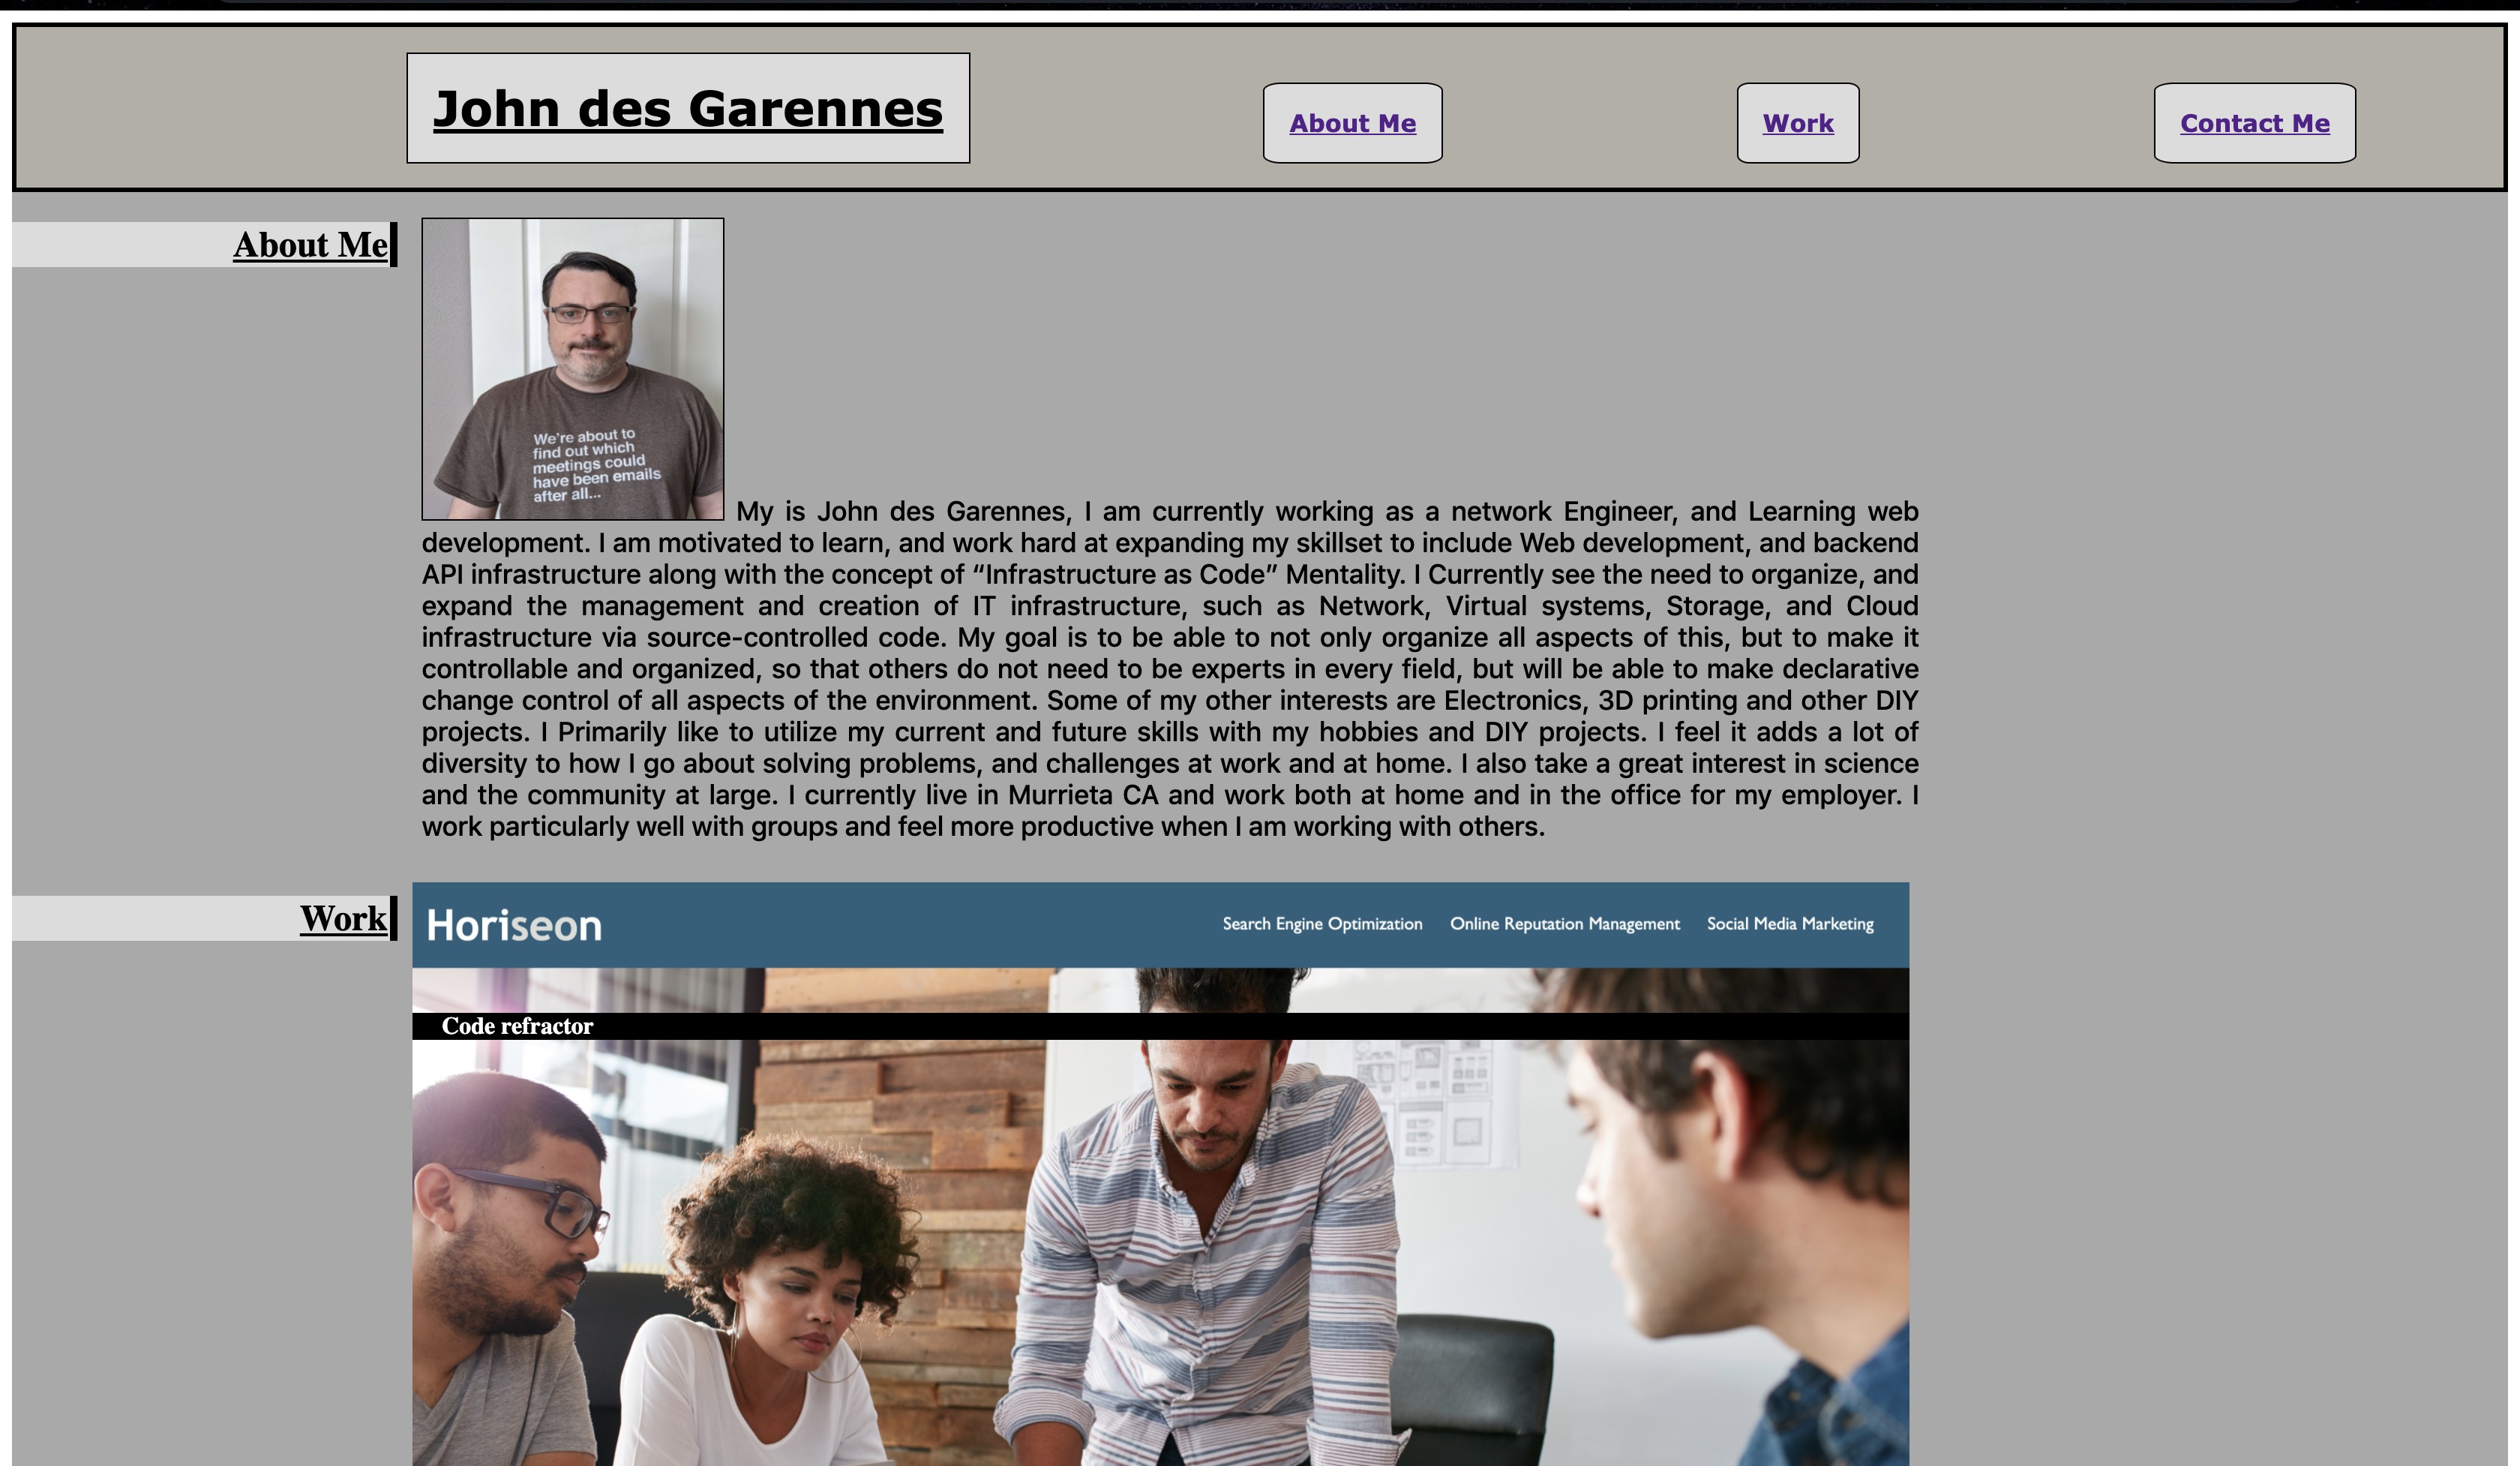 John des Garennes
About Me
Work
Contact Me
About Me
We're about to
find out which
meetings could
have been emails
after all...
My is John des Garennes, I am currently working as a network Engineer, and Learning web
development. I am motivated to learn, and work hard at expanding my skillset to include Web development, and backend
API infrastructure along with the concept of “Infrastructure as Code” Mentality. I Currently see the need to organize, and
expand the management and creation of IT infrastructure, such as Network, Virtual systems, Storage, and Cloud
infrastructure via source-controlled code. My goal is to be able to not only organize all aspects of this, but to make it
controllable and organized, so that others do not need to be experts in every field, but will be able to make declarative
change control of all aspects of the environment. Some of my other interests are Electronics, 3D printing and other DIY
projects. I Primarily like to utilize my current and future skills with my hobbies and DIY projects. I feel it adds a lot of
diversity to how I go about solving problems, and challenges at work and at home. I also take a great interest in science
and the community at large. I currently live in Murrieta CA and work both at home and in the office for my employer. I
work particularly well with groups and feel more productive when I am working with others.
Work
Horiseon
Search Engine Optimization
Online Reputation Management
Social Media Marketing
Code refractor